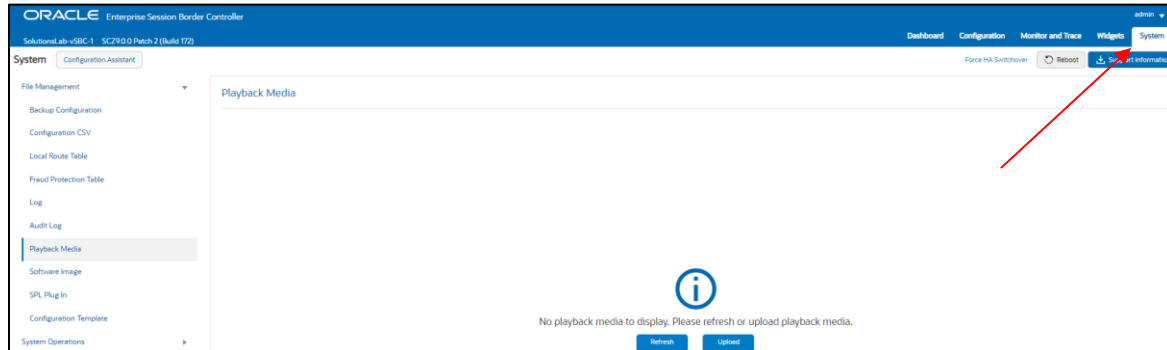 ORACLE Enterprise Session Border Controller
admin
SolutionsLab-vSBC-1 SCZ9.0.0 Patch 2 (Build 172)
Dashboard Configuration Monitor and Trace Widgets System
System Configuration Assistant
Force HA Switchover Reboot Support Information
File Management
Playback Media
Backup Configuration
Configuration CSV
Local Route Table
Fraud Protection Table
Log
Audit Log
Playback Media
Software Image
SPL Plug In
Configuration Template
No playback media to display. Please refresh or upload playback media.
System Operations
Refresh Upload